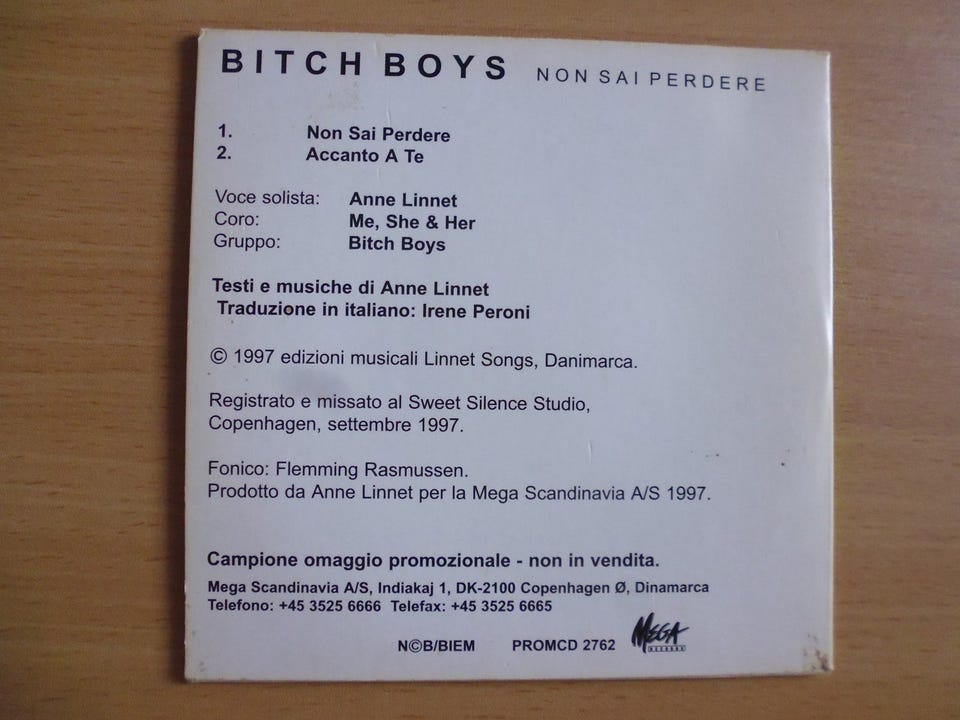 BITCH BOYS NON SAI PERDERE
1. Non Sai Perdere
2. Accanto A Te
Voce solista: Anne Linnet
Coro: Me, She & Her
Gruppo: Bitch Boys
Testi e musiche di Anne Linnet
Traduzione in italiano: Irene Peroni
© 1997 edizioni musicali Linnet Songs, Danimarca.
Registrato e missato al Sweet Silence Studio,
Copenhagen, settembre 1997.
Fonico: Flemming Rasmussen.
Prodotto da Anne Linnet per la Mega Scandinavia A/S 1997.
Campione omaggio promozionale - non in vendita.
Mega Scandinavia A/S, Indiakaj 1, DK-2100 Copenhagen Ø, Dinamarca
Telefono: +45 3525 6666 Telefax: +45 3525 6665
N©B/BIEM PROMCD 2762 MEGA
RECORDS